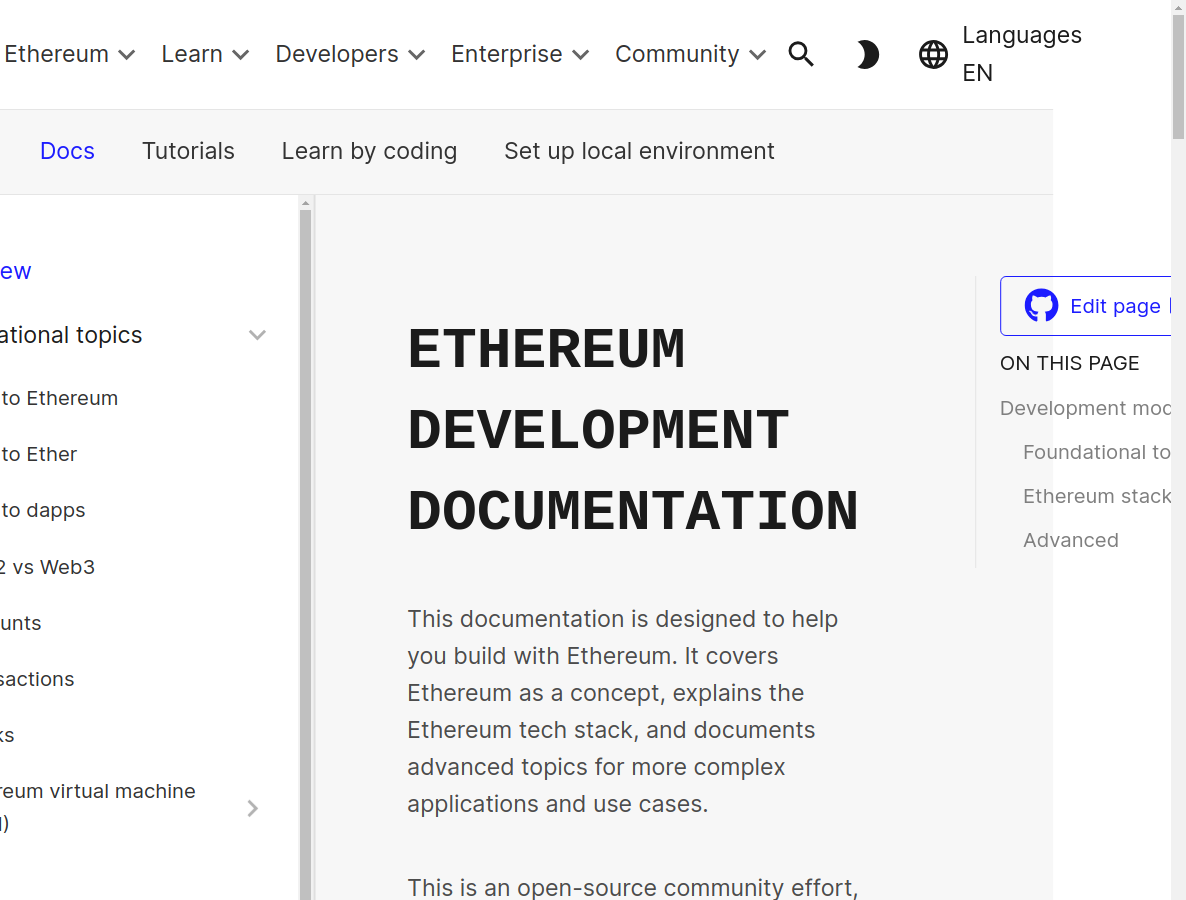 Ethereum
Learn
Developers
Enterprise
Community
Languages
EN
Docs
Tutorials
Learn by coding
Set up local environment
ational topics
to Ethereum
to Ether
to dapps
2 vs Web3
unts
sactions
ks
reum virtual machine
ETHEREUM
DEVELOPMENT
DOCUMENTATION
This documentation is designed to help
you build with Ethereum. It covers
Ethereum as a concept, explains the
Ethereum tech stack, and documents
advanced topics for more complex
applications and use cases.
This is an open-source community effort,
Edit page
ON THIS PAGE
Development mod
Foundational to
Ethereum stack
Advanced